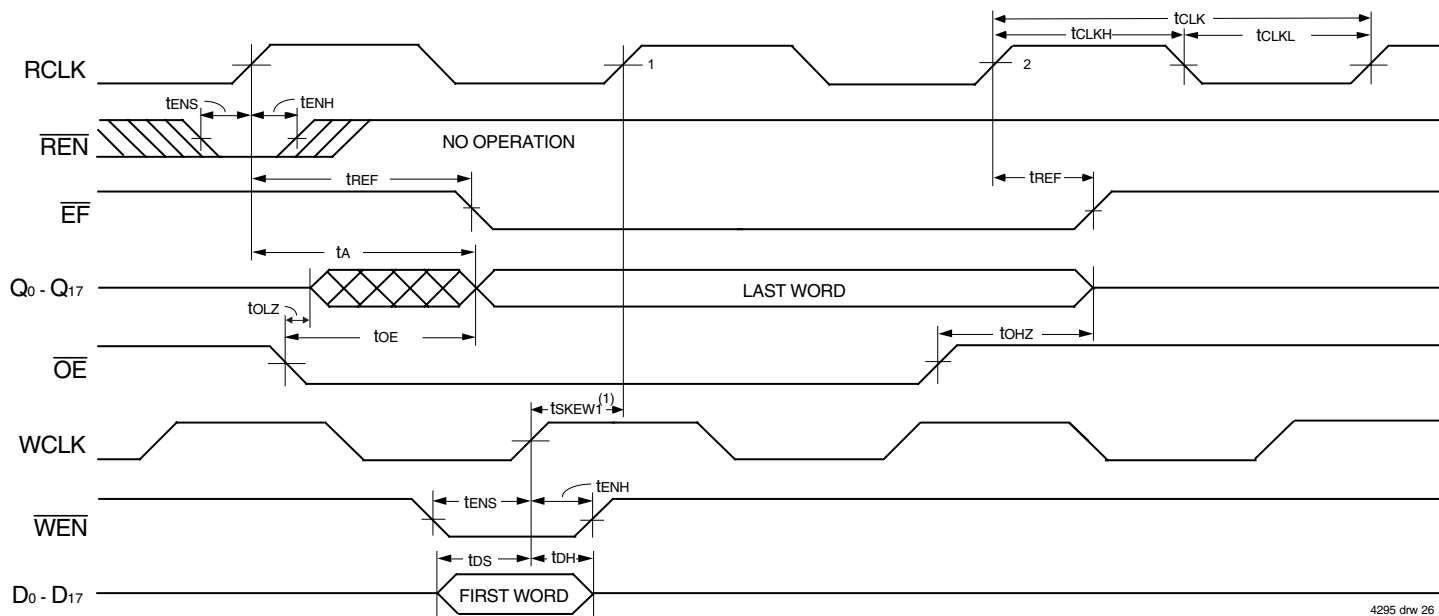 tCLK
tCLKH
tCLKL
RCLK
1
2
tENS
tENH
REN
NO OPERATION
tREF
tREF
EF
tA
Q0 - Q17
LAST WORD
tOLZ
tOE
tOHZ
OE
tSKEW1(1)
WCLK
tENS
tENH
WEN
tDS
tDH
D0 - D17
FIRST WORD
4295 drw 26